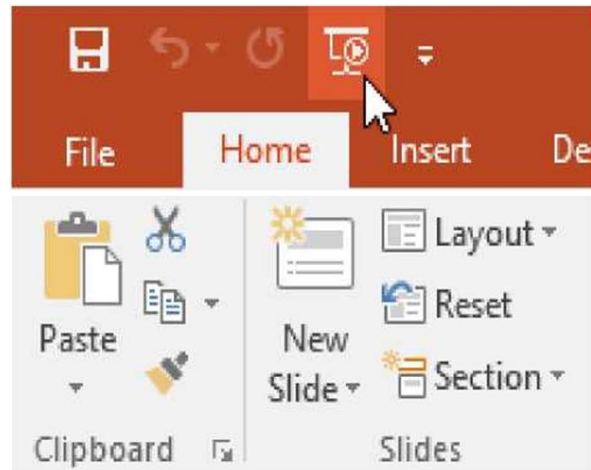 File Home Insert De
Layout
Reset
Paste New
Slide Section
Clipboard Slides